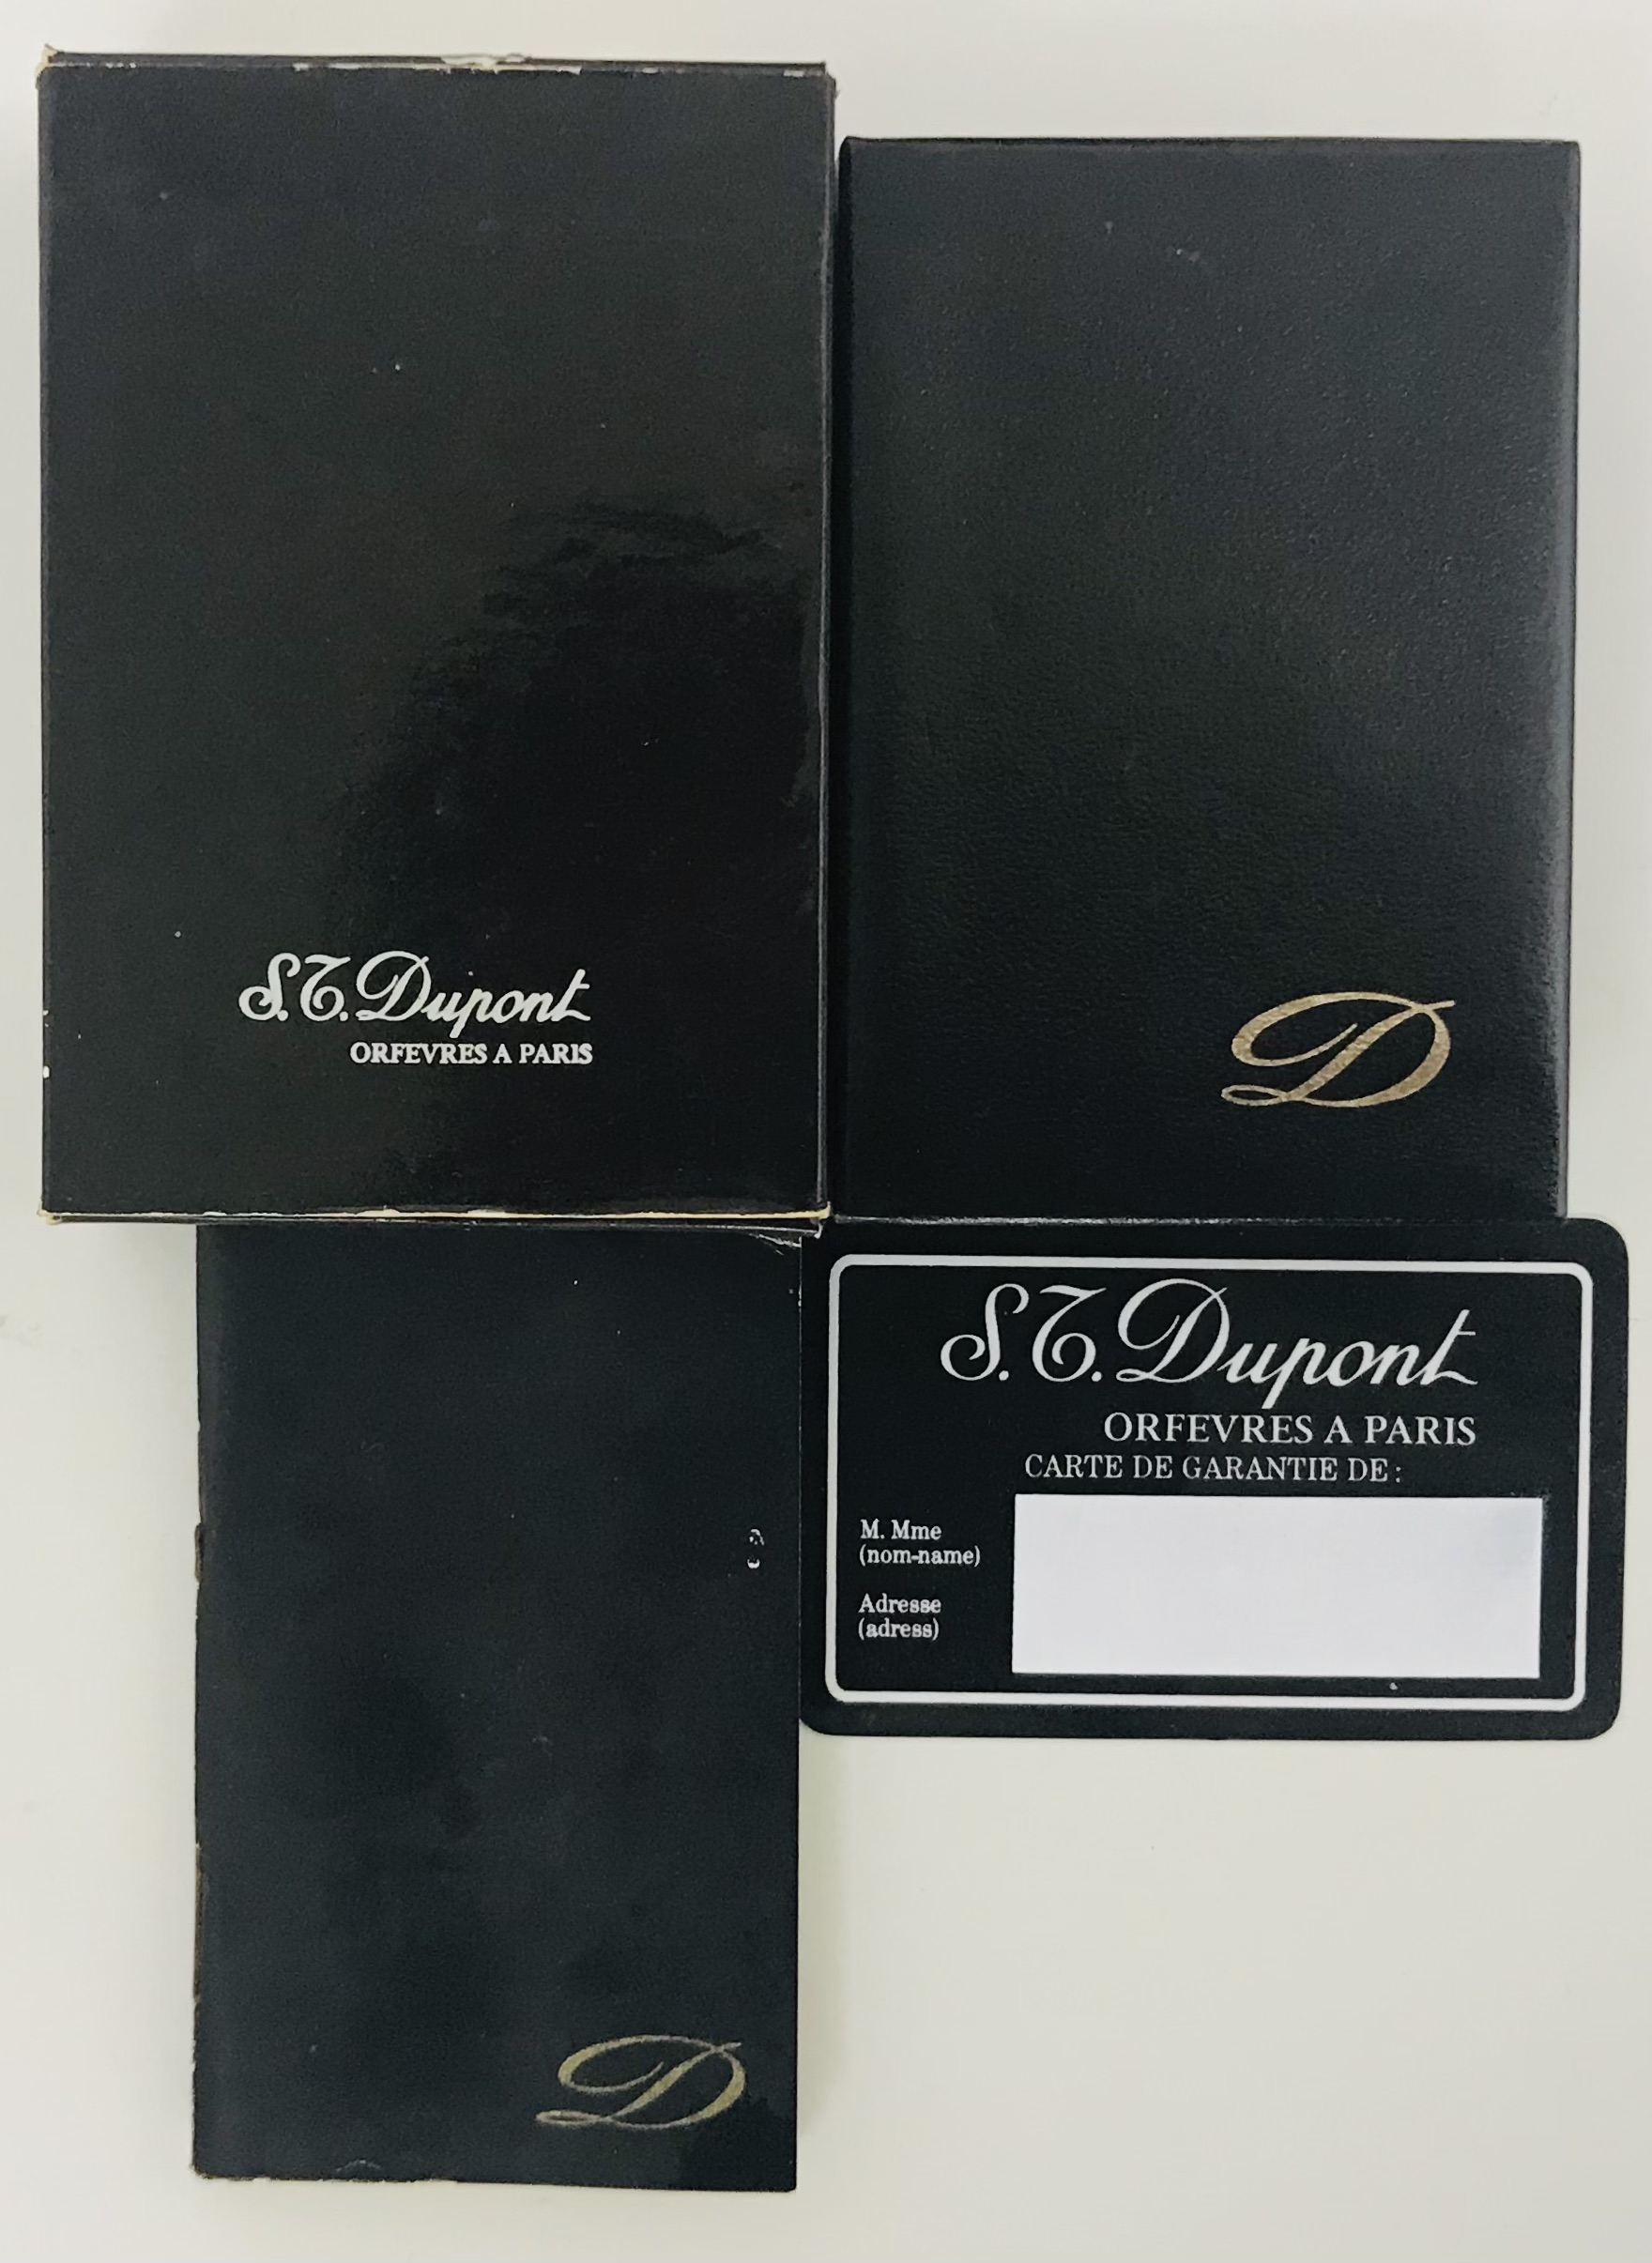 S.T. Dupont
ORFEVRES A PARIS
D
S.T. Dupont
ORFEVRES A PARIS
CARTE DE GARANTIE DE :
M. Mme
(nom-name)
Adresse
(adress)
D